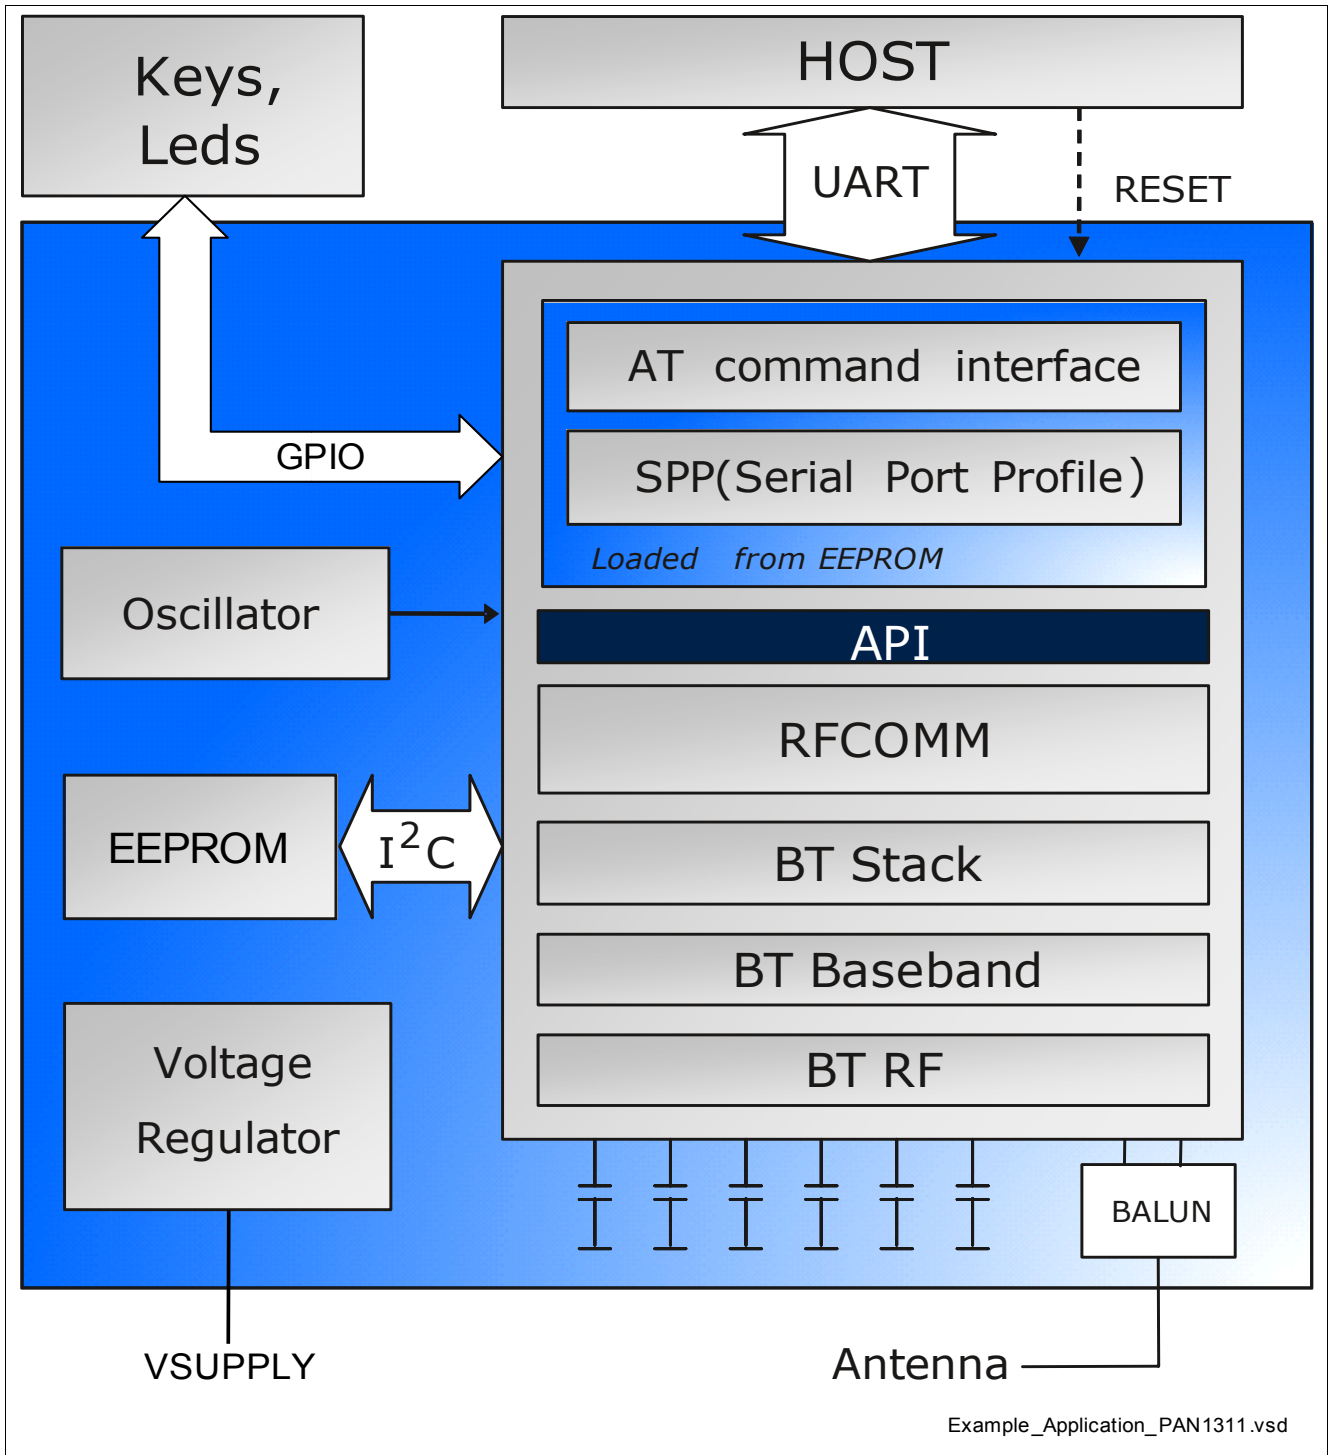 Keys,
Leds
HOST
UART
RESET
AT command interface
SPP(Serial Port Profile)
Loaded from EEPROM
GPIO
Oscillator
API
RFCOMM
EEPROM
I²C
BT Stack
BT Baseband
Voltage
Regulator
BT RF
BALUN
VSUPPLY
Antenna
Example_Application_PAN1311.vsd